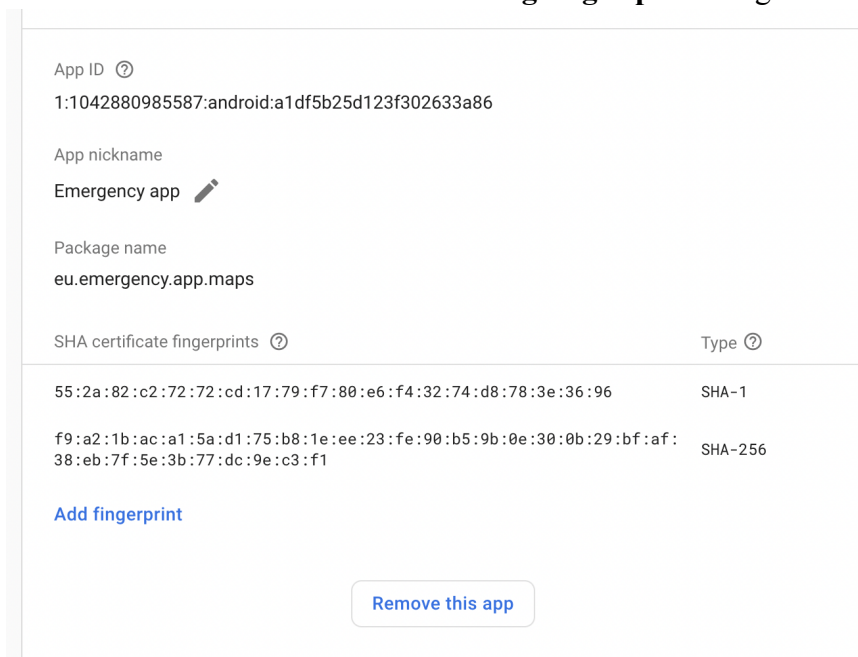 App ID
1:1042880985587:android:a1df5b25d123f302633a86
App nickname
Emergency app
Package name
eu.emergency.app.maps
SHA certificate fingerprints
Type
55:2a:82:c2:72:72:cd:17:79:f7:80:e6:f4:32:74:d8:78:3e:36:96
SHA-1
f9:a2:1b:ac:a1:5a:d1:75:b8:1e:ee:23:fe:90:b5:9b:0e:30:0b:29:bf:af:
38:eb:7f:5e:3b:77:dc:9e:c3:f1
SHA-256
Add fingerprint
Remove this app